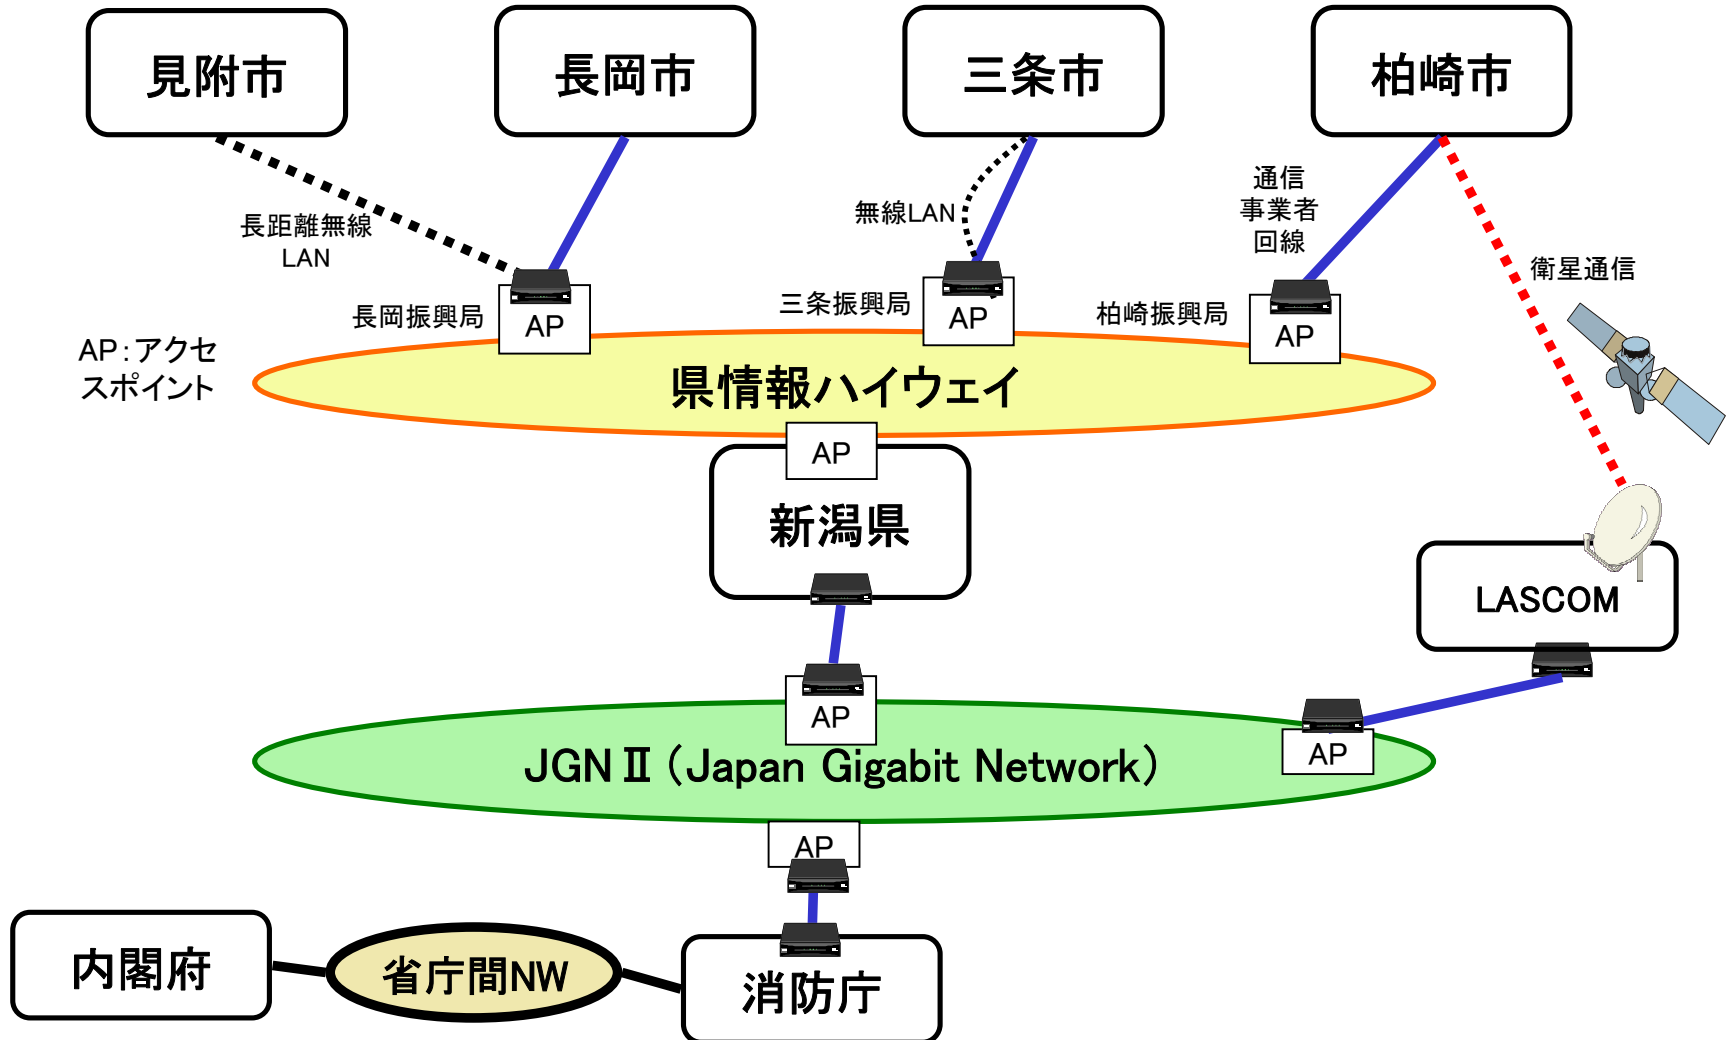 見附市
長岡市
三条市
柏崎市
長距離無線
LAN
無線LAN
通信
事業者
回線
衛星通信
長岡振興局
AP
三条振興局
AP
柏崎振興局
AP
AP:アクセ
スポイント
県情報ハイウェイ
AP
新潟県
LASCOM
AP
AP
JGNⅡ(Japan Gigabit Network)
AP
内閣府
省庁間NW
消防庁